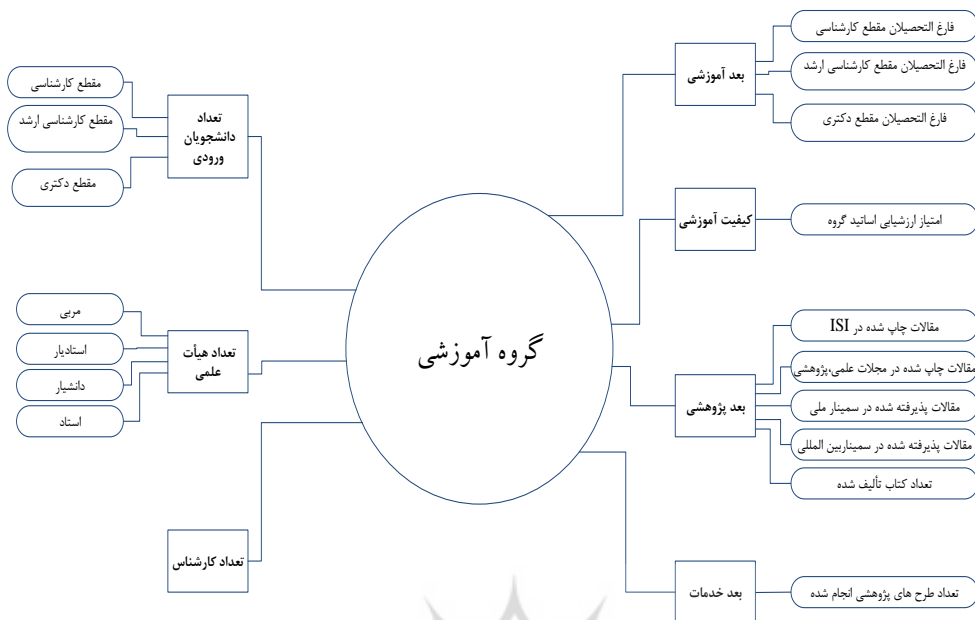 فارغ التحصیلان مقطع کارشناسی
فارغ التحصیلان مقطع کارشناسی ارشد
فارغ التحصیلان مقطع دکتری
بعد آموزشی
امتیاز ارزشیابی اساتید گروه
کیفیت آموزشی
مقالات چاپ شده در ISI
مقالات چاپ شده در مجلات علمی،پژوهشی
مقالات پذیرفته شده در سمینار ملی
مقالات پذیرفته شده در سمیناربین المللی
تعداد کتاب تألیف شده
بعد پژوهشی
تعداد طرح های پژوهشی انجام شده
بعد خدمات
گروه آموزشی
تعداد
دانشجویان
ورودی
مقطع کارشناسی
مقطع کارشناسی ارشد
مقطع دکتری
تعداد هیأت
علمی
مربی
استادیار
دانشیار
استاد
تعداد کارشناس